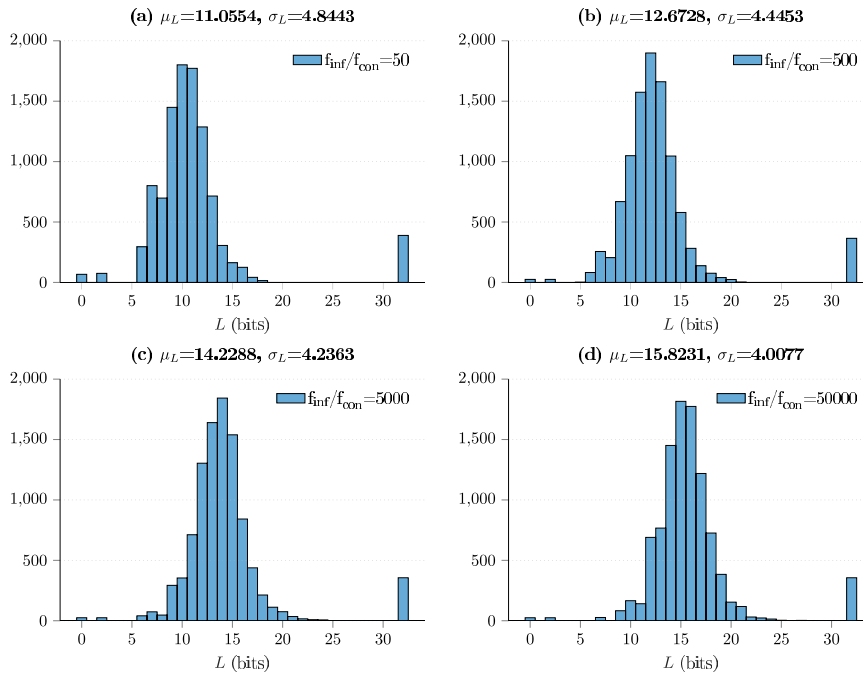 (a) μL=11.0554, σL=4.8443
2,000
1,500
1,000
500
0
finf/fcon=50
0 5 10 15 20 25 30
L (bits)
(b) μL=12.6728, σL=4.4453
2,000
1,500
1,000
500
0
finf/fcon=500
0 5 10 15 20 25 30
L (bits)
(c) μL=14.2288, σL=4.2363
2,000
1,500
1,000
500
0
finf/fcon=5000
0 5 10 15 20 25 30
L (bits)
(d) μL=15.8231, σL=4.0077
2,000
1,500
1,000
500
0
finf/fcon=50000
0 5 10 15 20 25 30
L (bits)